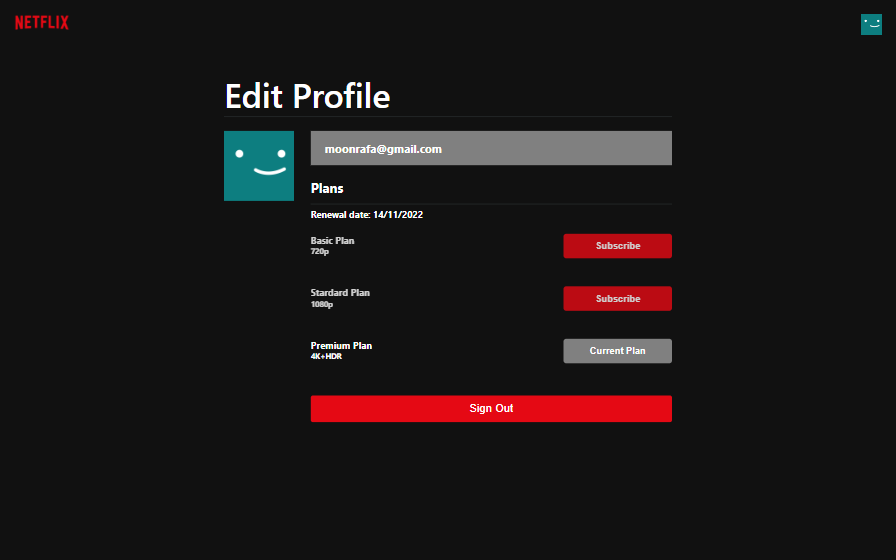 NETFLIX
Edit Profile
moonrafa@gmail.com
Plans
Renewal date: 14/11/2022
Basic Plan
720p
Subscribe
Stardard Plan
1080p
Subscribe
Premium Plan
4K+HDR
Current Plan
Sign Out